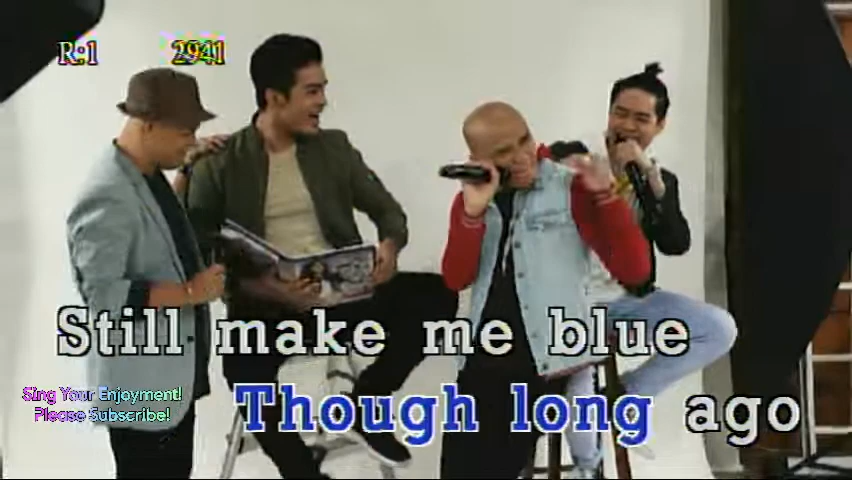 R:1 2941
Still make me blue
Sing Your Enjoyment!
Please Subscribe!
Though long ago